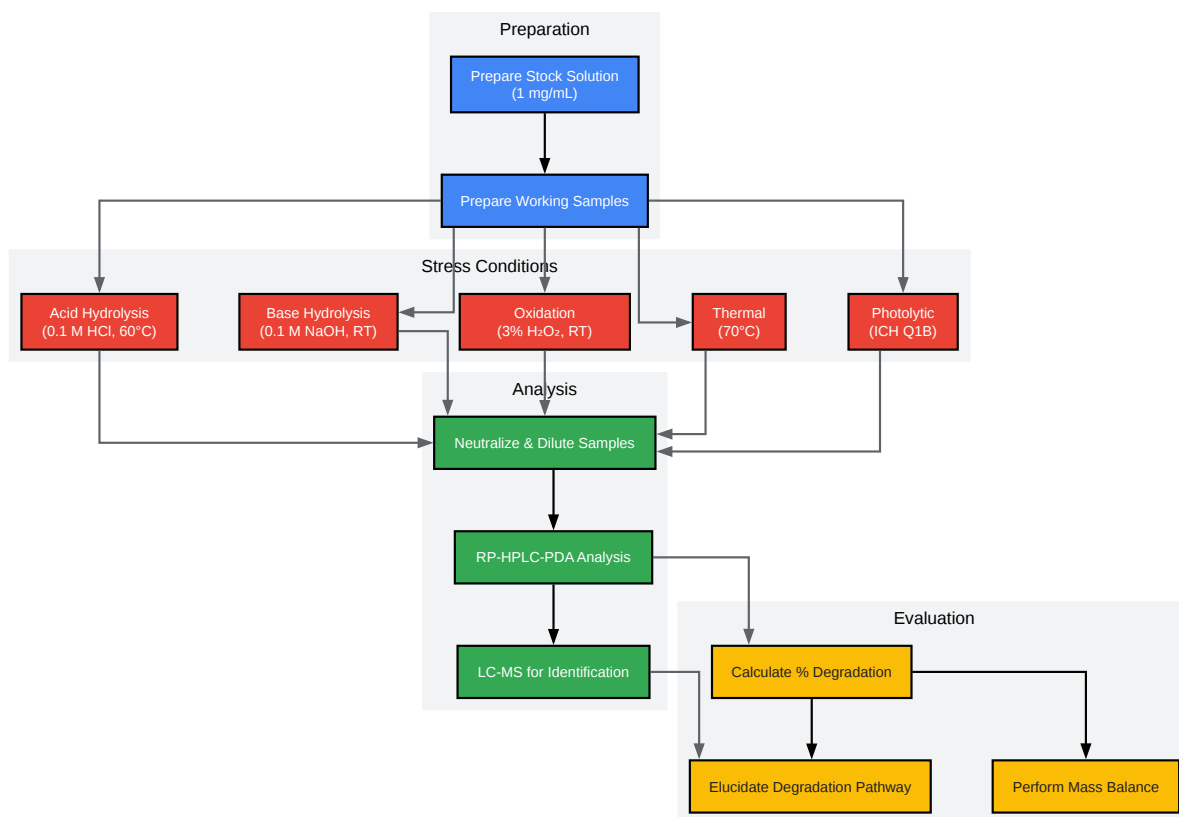 Preparation
Prepare Stock Solution
(1 mg/mL)
Prepare Working Samples
Stress Conditions
Acid Hydrolysis
(0.1 M HCl, 60°C)
Base Hydrolysis
(0.1 M NaOH, RT)
Oxidation
(3% H₂O₂, RT)
Thermal
(70°C)
Photolytic
(ICH Q1B)
Analysis
Neutralize & Dilute Samples
RP-HPLC-PDA Analysis
LC-MS for Identification
Evaluation
Calculate % Degradation
Elucidate Degradation Pathway
Perform Mass Balance